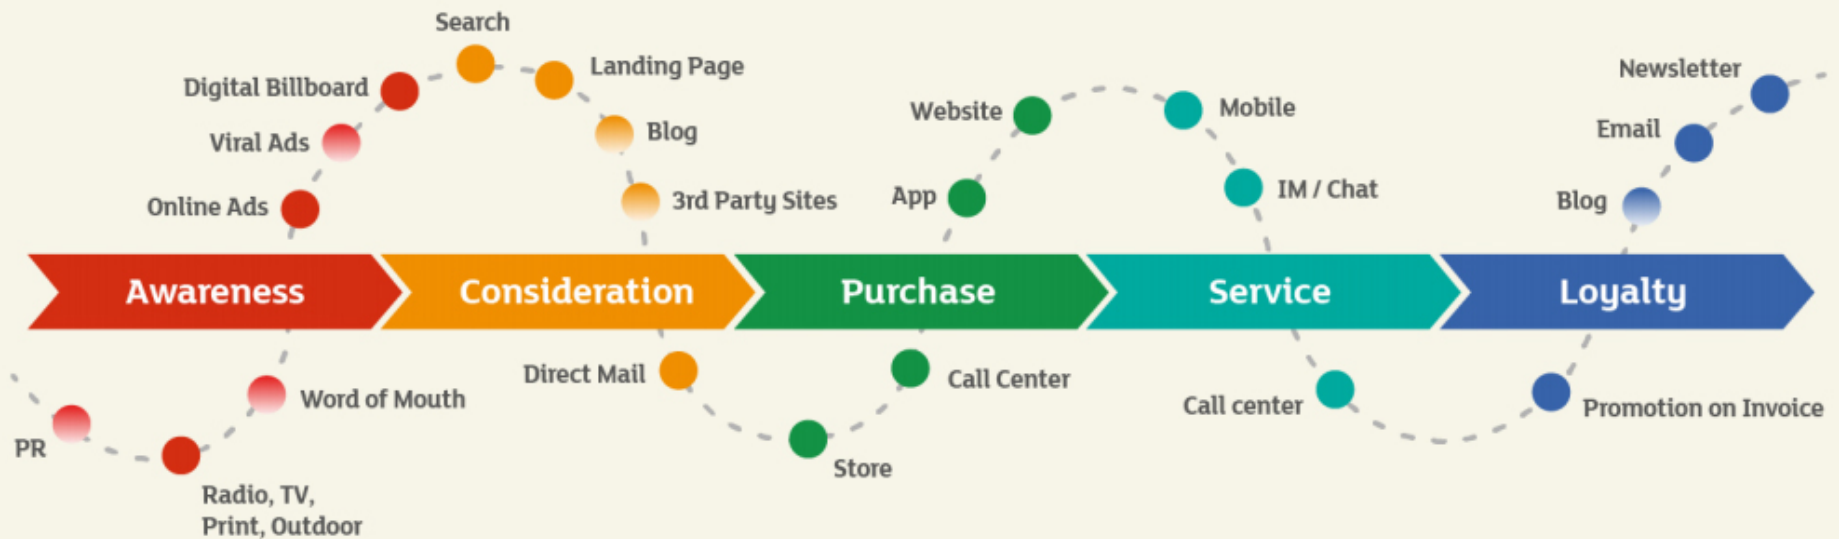 Search
Landing Page
Digital Billboard
Blog
Viral Ads
3rd Party Sites
Online Ads
Website
Mobile
App
IM / Chat
Newsletter
Email
Blog
Awareness
Consideration
Purchase
Service
Loyalty
PR
Word of Mouth
Radio, TV,
Print, Outdoor
Direct Mail
Call Center
Store
Call center
Promotion on Invoice